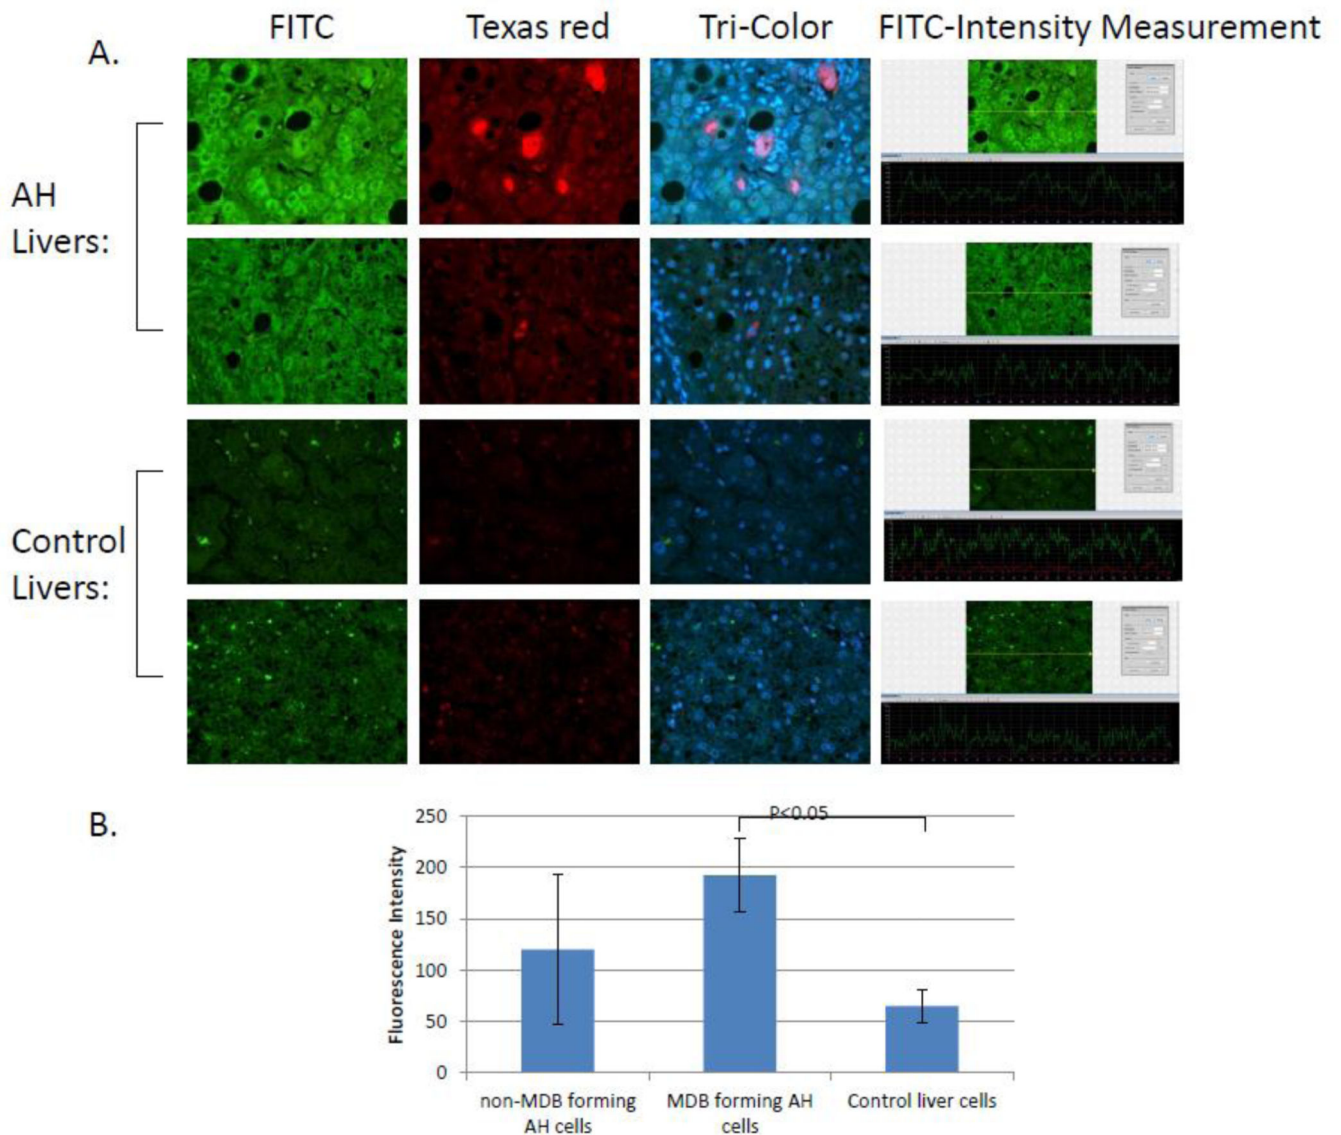 FITC
Texas red
Tri-Color
FITC-Intensity Measurement
A.
AH
Livers:
Control
Livers:
B.
250
200
150
100
50
0
Fluorescence Intensity
P<0.05
non-MDB forming
AH cells
MDB forming AH
cells
Control liver cells